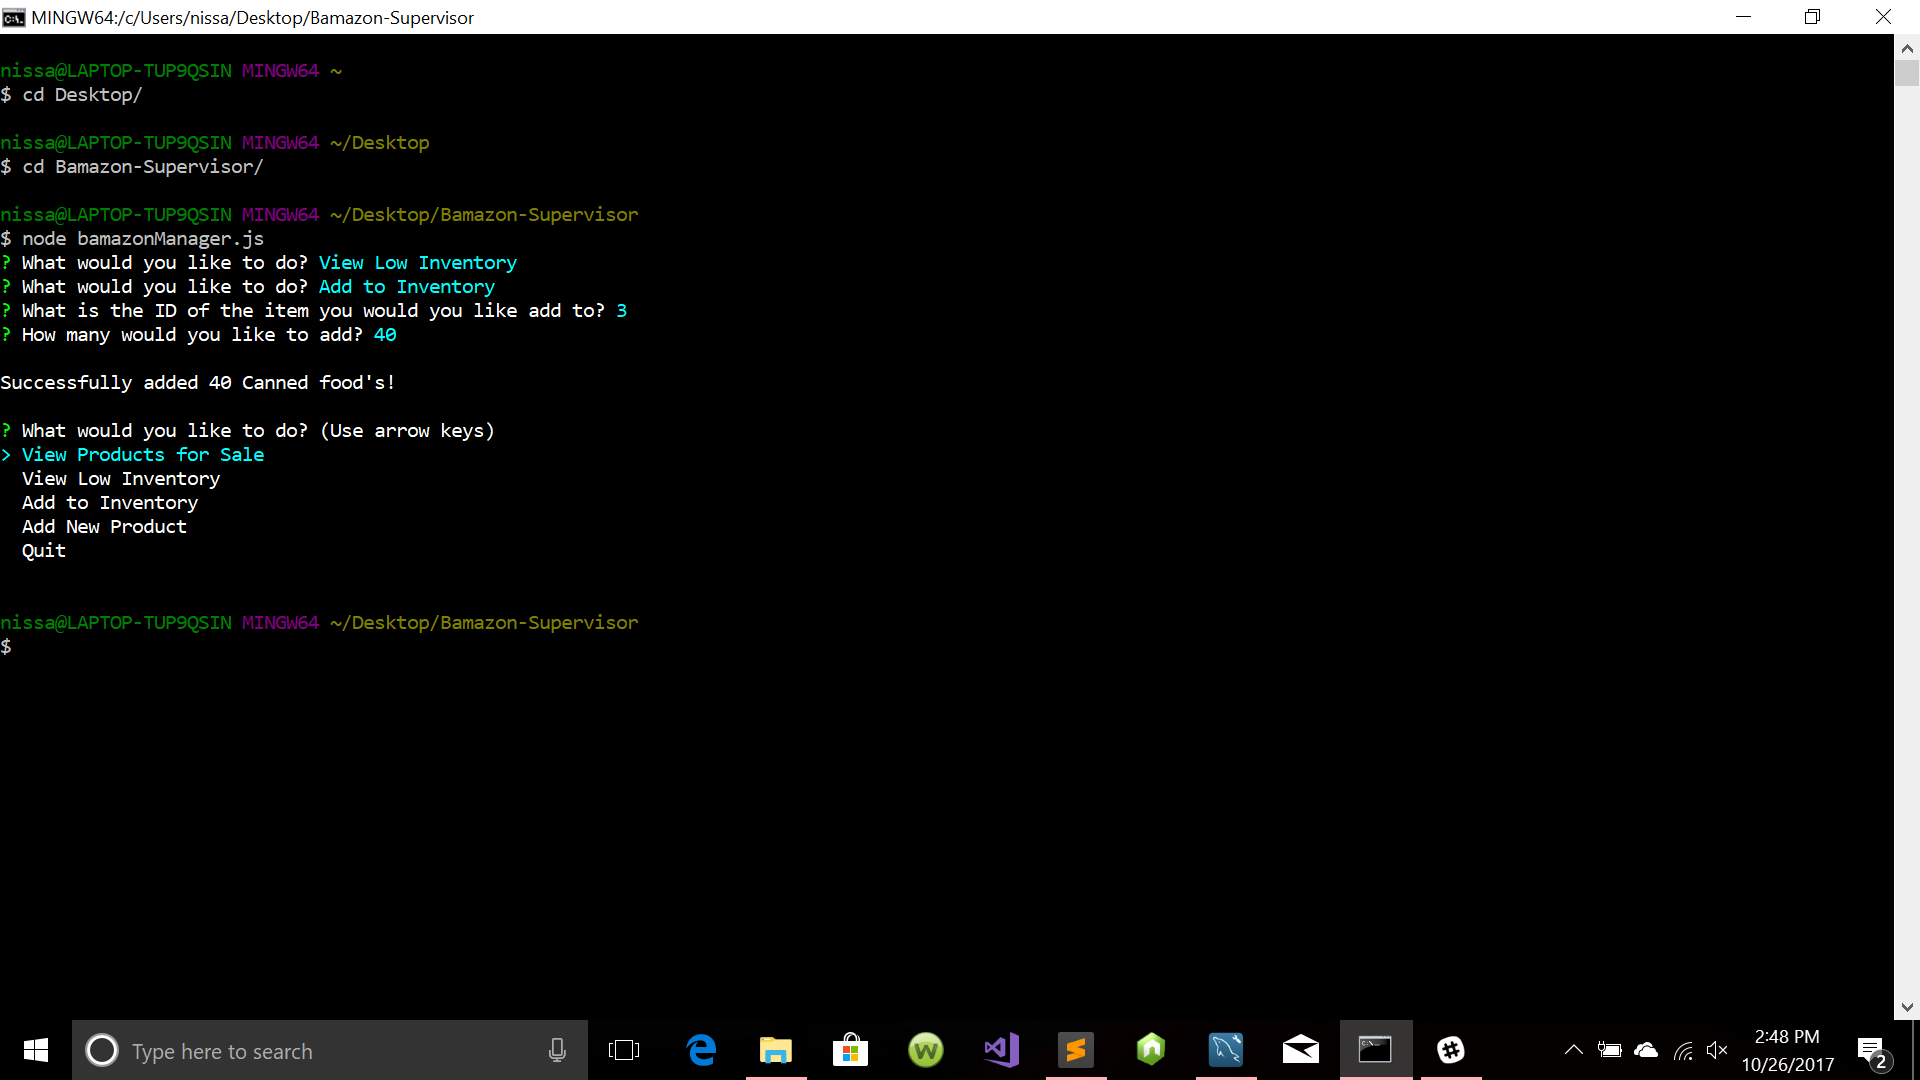 MINGW64:/c/Users/nissa/Desktop/Bamazon-Supervisor
nissa@LAPTOP-TUP9QSIN MINGW64 ~
$ cd Desktop/
nissa@LAPTOP-TUP9QSIN MINGW64 ~/Desktop
$ cd Bamazon-Supervisor/
nissa@LAPTOP-TUP9QSIN MINGW64 ~/Desktop/Bamazon-Supervisor
$ node bamazonManager.js
? What would you like to do? View Low Inventory
? What would you like to do? Add to Inventory
? What is the ID of the item you would you like add to? 3
? How many would you like to add? 40
Successfully added 40 Canned food's!
? What would you like to do? (Use arrow keys)
> View Products for Sale
View Low Inventory
Add to Inventory
Add New Product
Quit
nissa@LAPTOP-TUP9QSIN MINGW64 ~/Desktop/Bamazon-Supervisor
$
Type here to search
2:48 PM
10/26/2017
2